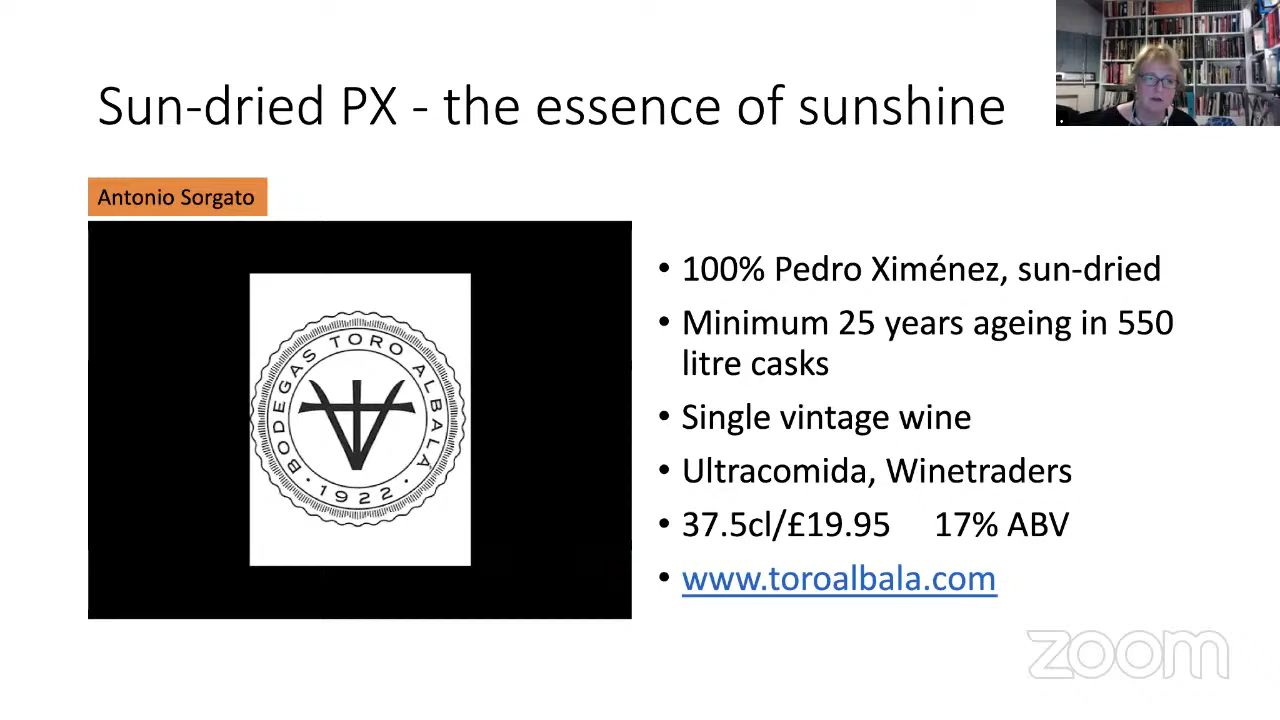 Sun-dried PX - the essence of sunshine
Antonio Sorgato
BODEGAS TORO ALBALÁ
· 1922 ·
• 100% Pedro Ximénez, sun-dried
• Minimum 25 years ageing in 550
litre casks
• Single vintage wine
• Ultracomida, Winetraders
• 37.5cl/£19.95 17% ABV
• www.toroalbala.com
zoom